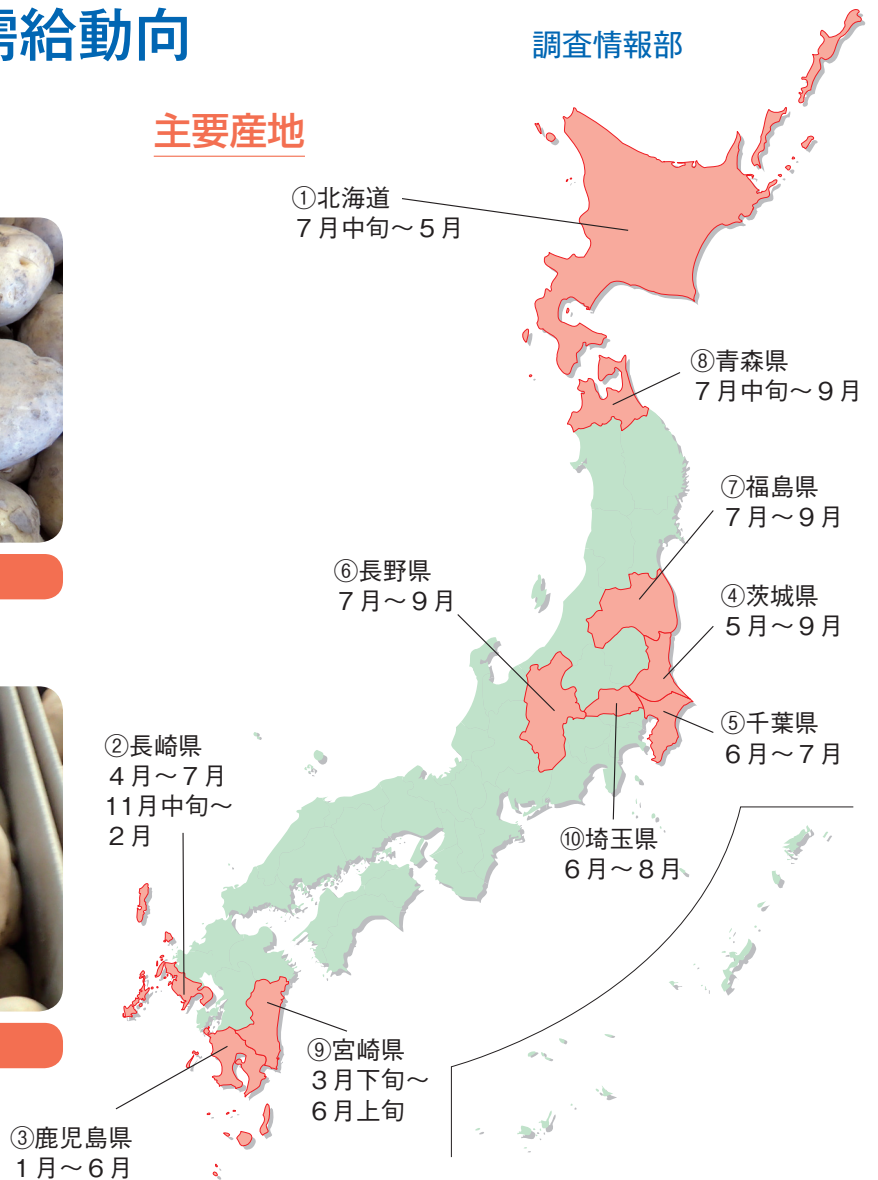 需給動向
調査情報部
主要産地
①北海道
７月中旬～５月
⑧青森県
７月中旬～９月
⑦福島県
７月～９月
⑥長野県
７月～９月
④茨城県
５月～９月
⑤千葉県
６月～７月
②長崎県
４月～７月
11月中旬～
２月
⑩埼玉県
６月～８月
⑨宮崎県
３月下旬～
６月上旬
③鹿児島県
１月～６月